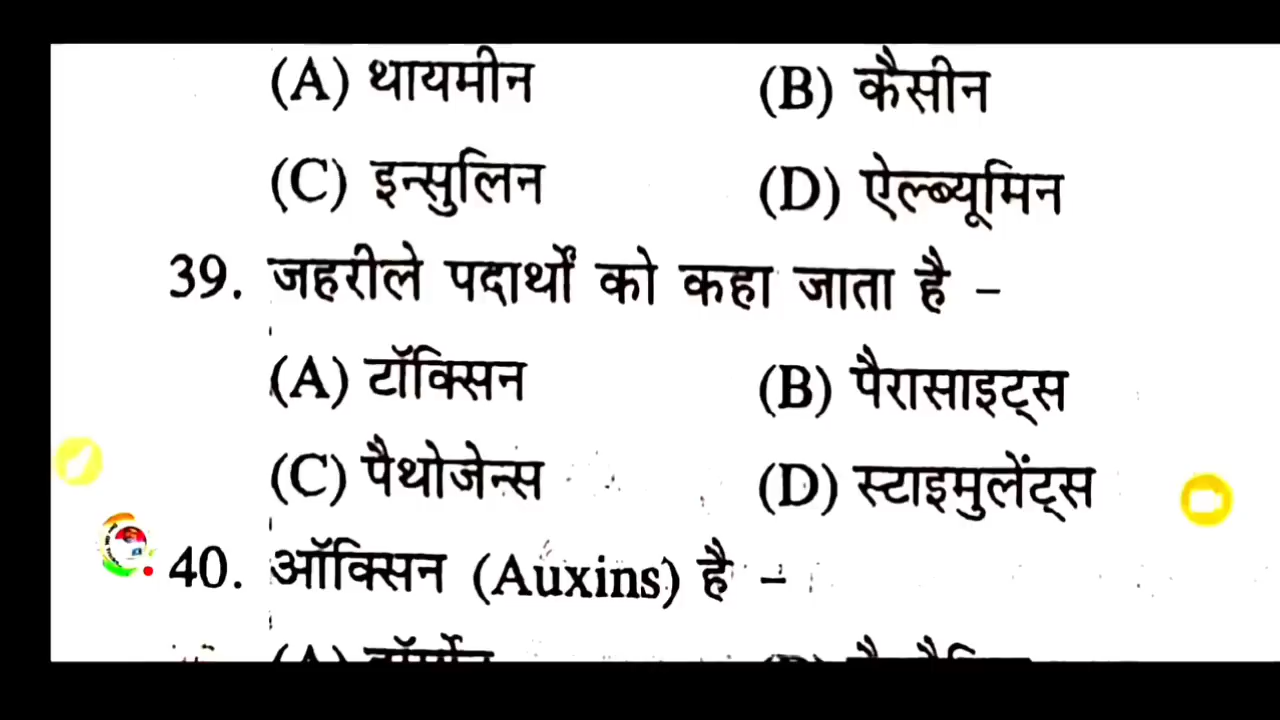 (A) थायमीन (B) कैसीन
(C) इन्सुलिन (D) ऐल्ब्यूमिन
39. जहरीले पदार्थों को कहा जाता है –
(A) टॉक्सिन (B) पैरासाइट्स
(C) पैथोजेन्स (D) स्टाइमुलेंट्स
40. ऑक्सिन (Auxins) है –
(A)